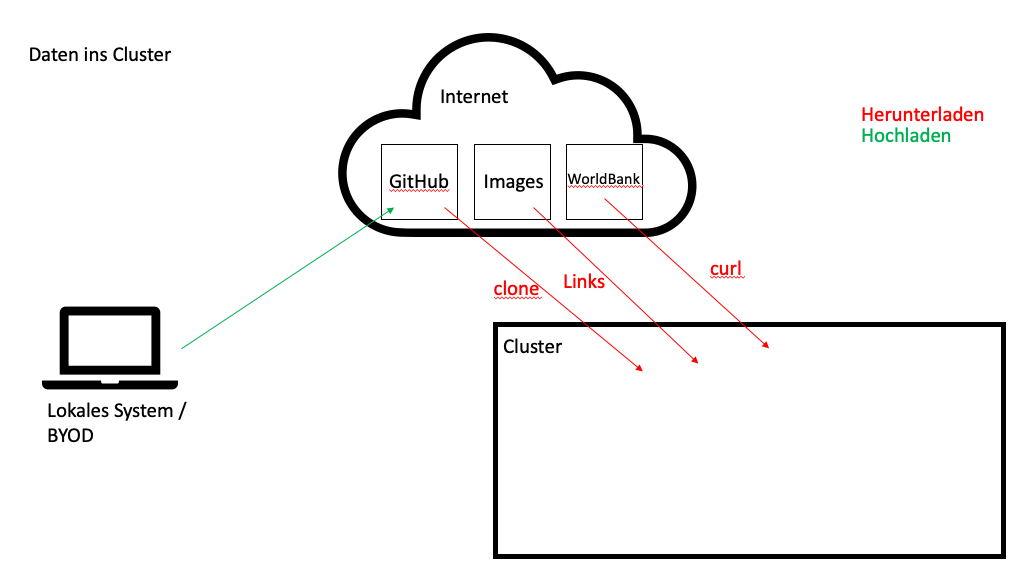 Daten ins Cluster
Internet
Herunterladen
Hochladen
GitHub
Images
WorldBank
clone
Links
curl
Cluster
Lokales System /
BYOD